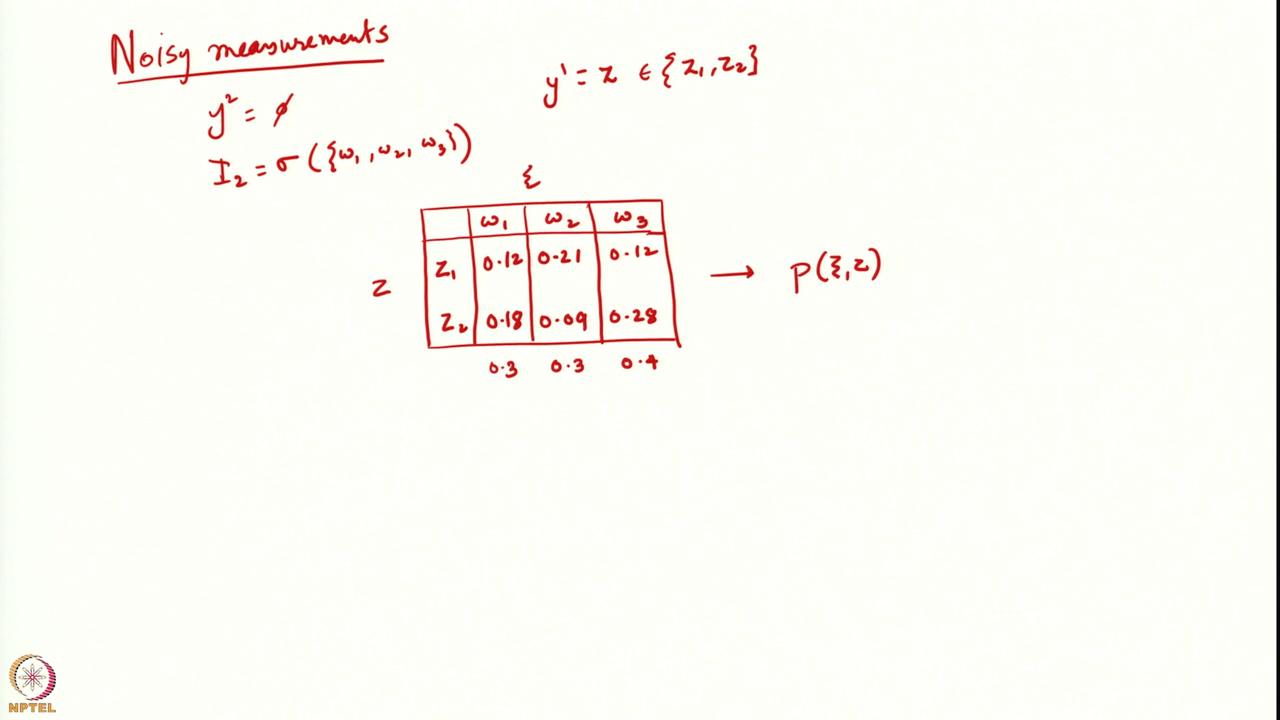 Noisy measurements
y² = ϕ
y¹ = z ∈ {z₁, z₂}
I₂ = σ ({ω₁, ω₂, ω₃})
ξ
ω₁ ω₂ ω₃
z z₁ 0.12 0.21 0.12 → P(ξ, z)
z₂ 0.18 0.09 0.28
0.3 0.3 0.4
NPTEL